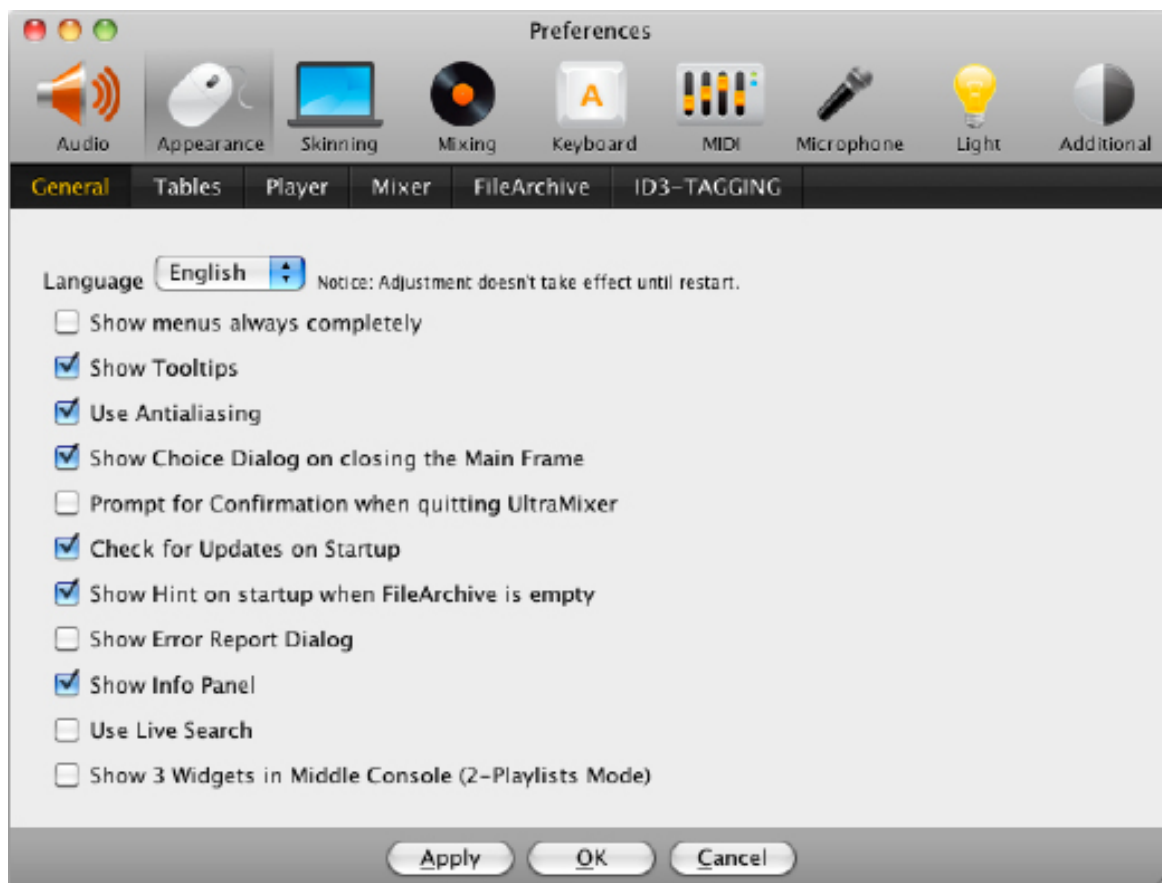 Preferences
A
Audio Appearance Skinning Mixing Keyboard MIDI Microphone Light Additional
General Tables Player Mixer FileArchive ID3-TAGGING
Language English Notice: Adjustment doesn't take effect until restart.
Show menus always completely
Show Tooltips
Use Antialiasing
Show Choice Dialog on closing the Main Frame
Prompt for Confirmation when quitting UltraMixer
Check for Updates on Startup
Show Hint on startup when FileArchive is empty
Show Error Report Dialog
Show Info Panel
Use Live Search
Show 3 Widgets in Middle Console (2-Playlists Mode)
Apply OK Cancel